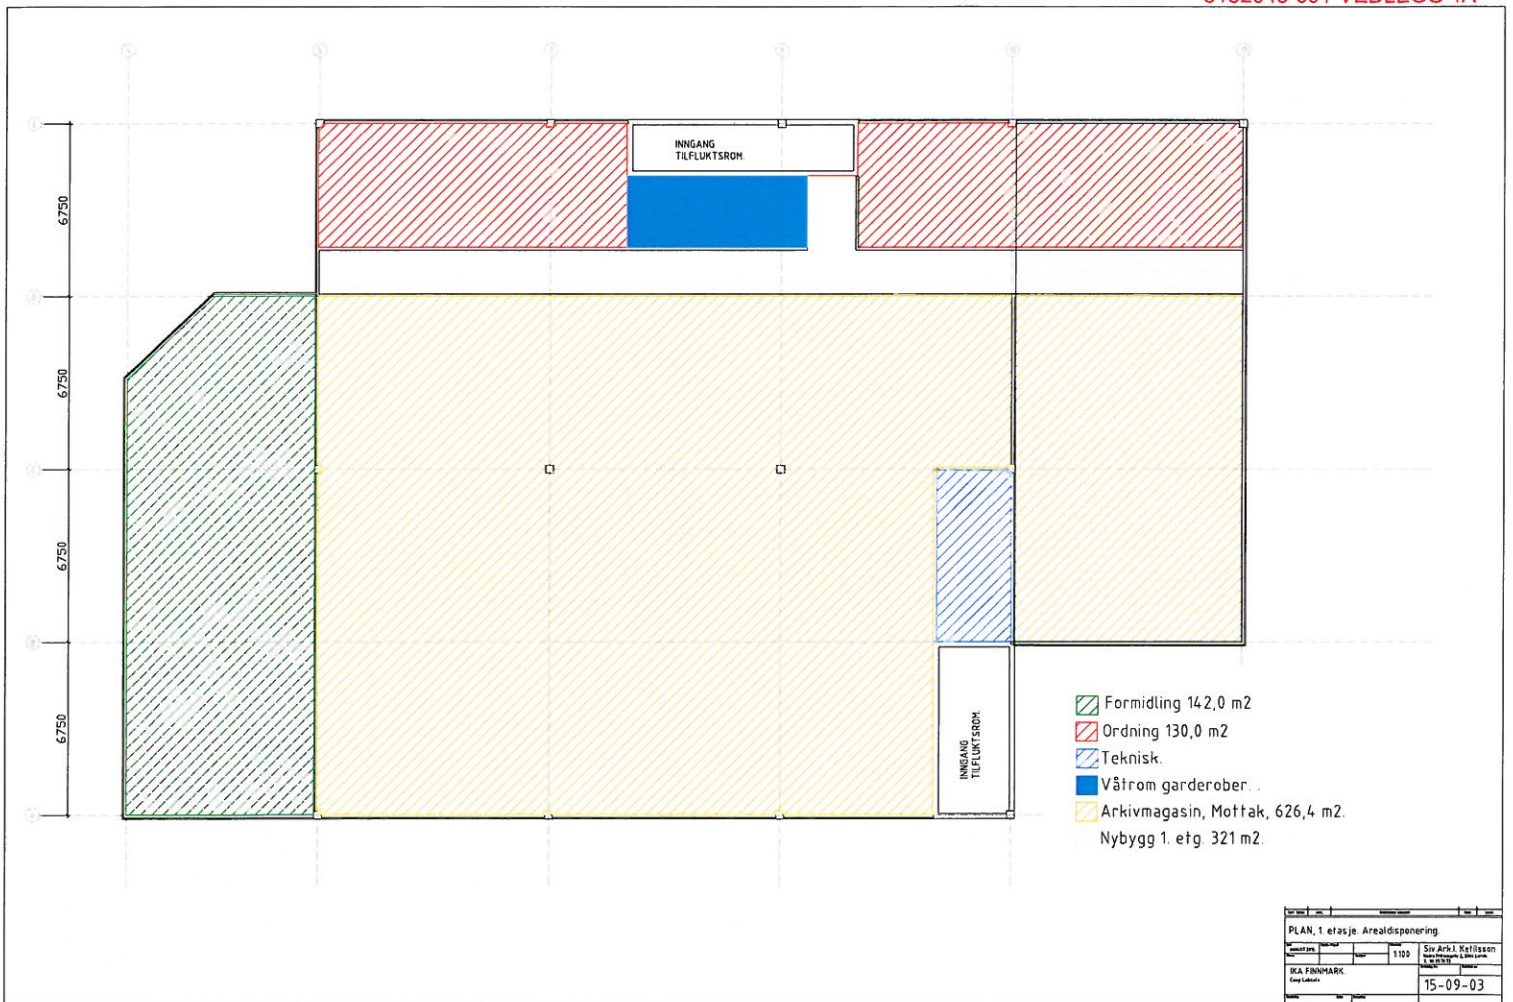 INNGANG
TILFLUKTSROM.
6750
6750
6750
6750
INNGANG
TILFLUKTSROM.
Formidling 142,0 m2
Ordning 130,0 m2
Teknisk.
Våtrom garderober. .
Arkivmagasin, Mottak, 626,4 m2.
Nybygg 1. etg. 321 m2.
PLAN, 1. etasje. Arealdisponering.
1:100
Siv.Ark.I. Ketilsson
IKA FINNMARK.
15-09-03